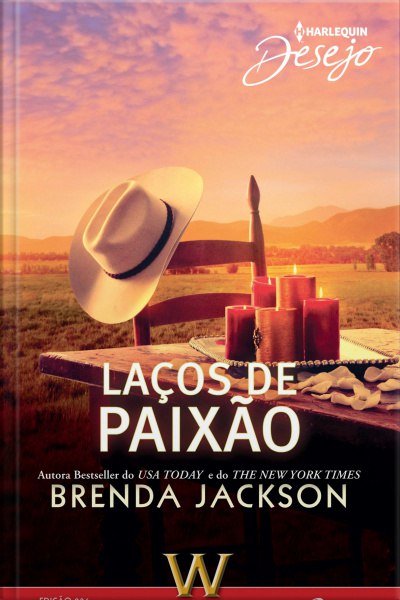 HARLEQUIN
Desejo
LAÇOS DE
PAIXÃO
Autora Bestseller do USA TODAY e do THE NEW YORK TIMES
BRENDA JACKSON
W